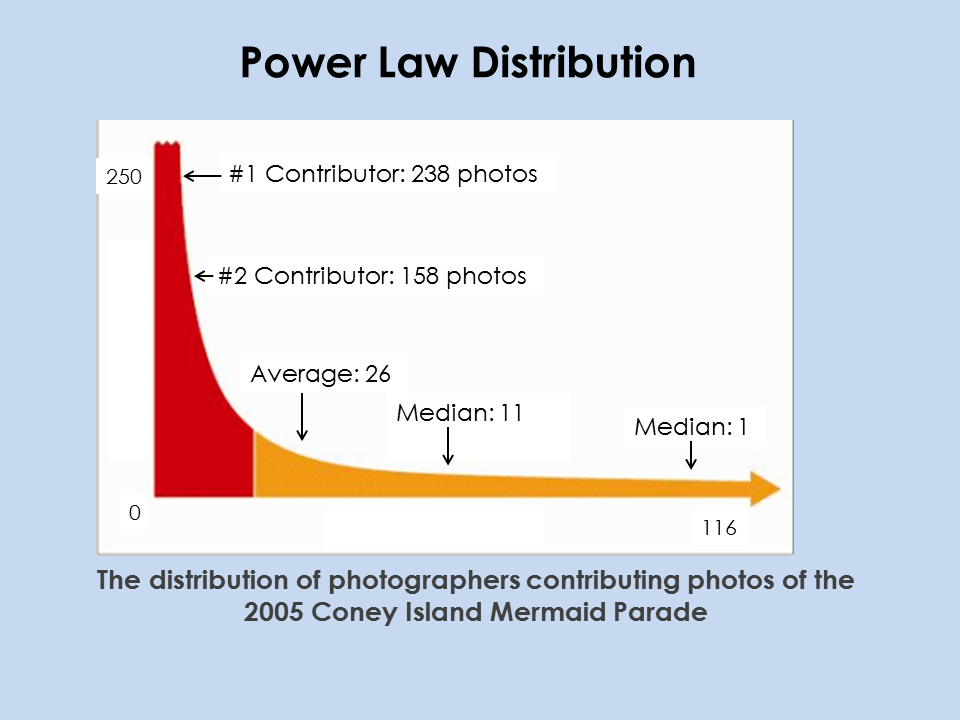 Power Law Distribution
250
#1 Contributor: 238 photos
#2 Contributor: 158 photos
Average: 26
Median: 11
Median: 1
0
116
The distribution of photographers contributing photos of the
2005 Coney Island Mermaid Parade